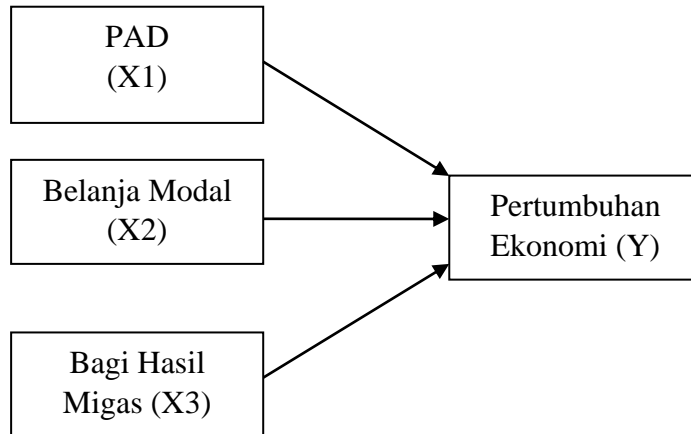 PAD
(X1)
Belanja Modal
(X2)
Pertumbuhan
Ekonomi (Y)
Bagi Hasil
Migas (X3)